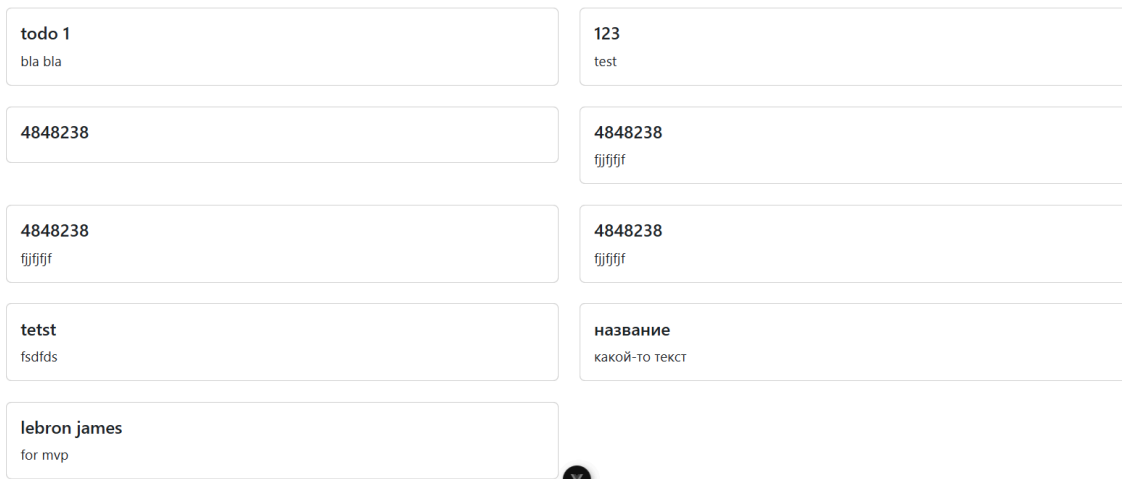 todo 1
bla bla
123
test
4848238
4848238
fjjfjfjf
4848238
fjjfjfjf
4848238
fjjfjfjf
tetst
fsdfds
название
какой-то текст
lebron james
for mvp